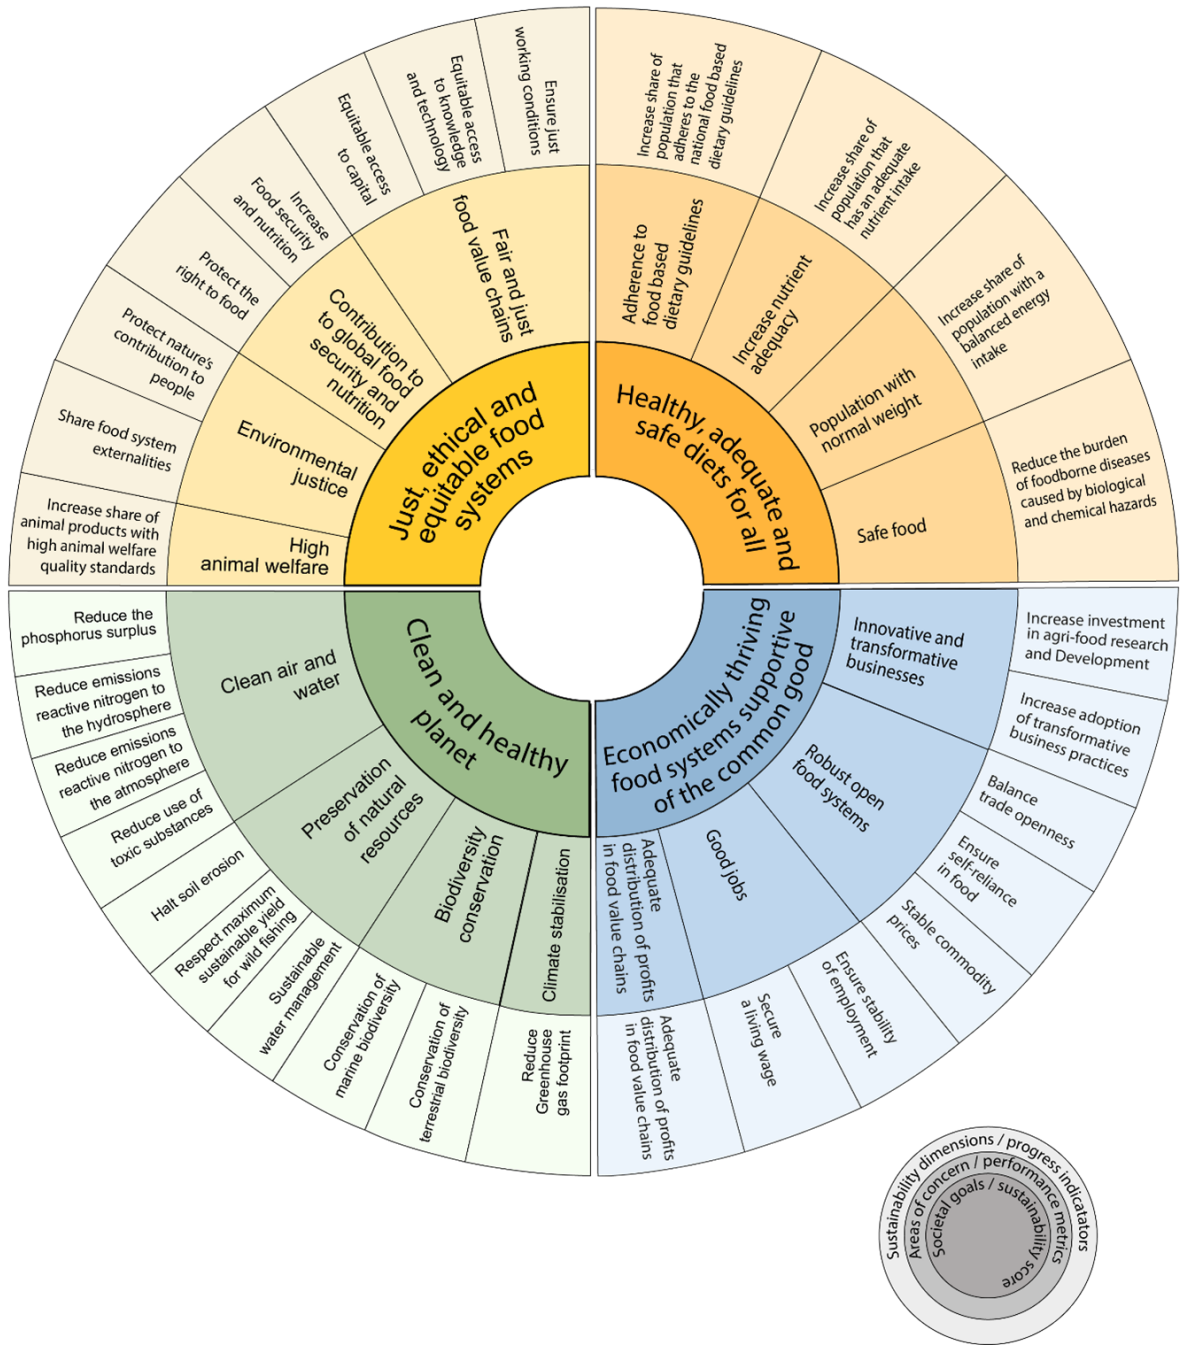 Just, ethical and
equitable food
systems
Fair and just
food value chains
Contribution to
to global food
security and
nutrition
Environmental
justice
High
animal welfare
Ensure just
working conditions
Equitable access
to knowledge
and technology
Equitable access
to capital
Increase
Food security
and nutrition
Protect the
right to food
Protect nature's
contribution to
people
Share food system
externalities
Increase share of
animal products with
high animal welfare
quality standards
Healthy, adequate and
safe diets for all
Adherence to
food based
dietary guidelines
Increase nutrient
adequacy
Population with
normal weight
Safe food
Increase share of
population that
adheres to the
national food based
dietary guidelines
Increase share of
population that
has an adequate
nutrient intake
Increase share of
population with a
balanced energy
intake
Reduce the burden
of foodborne diseases
caused by biological
and chemical hazards
Clean and healthy
planet
Clean air and
water
Preservation
of natural
resources
Biodiversity
conservation
Climate stabilisation
Reduce the
phosphorus surplus
Reduce emissions
reactive nitrogen to
the hydrosphere
Reduce emissions
reactive nitrogen to
the atmosphere
Reduce use of
toxic substances
Halt soil erosion
Respect maximum
sustainable yield
for wild fishing
Sustainable
water management
Conservation of
marine biodiversity
Conservation of
terrestrial biodiversity
Reduce
Greenhouse
gas footprint
Economically thriving
food systems supportive
of the common good
Innovative and
transformative
businesses
Robust open
food systems
Good jobs
Adequate
distribution of profits
in food value chains
Increase investment
in agri-food research
and Development
Increase adoption
of transformative
business practices
Balance
trade openness
Ensure
self-reliance
in food
Stable commodity
prices
Ensure stability
of employment
Secure
a living wage
Adequate
distribution of profits
in food value chains
Sustainability dimensions / progress indicatators
Areas of concern / performance metrics
Societal goals / sustainability score